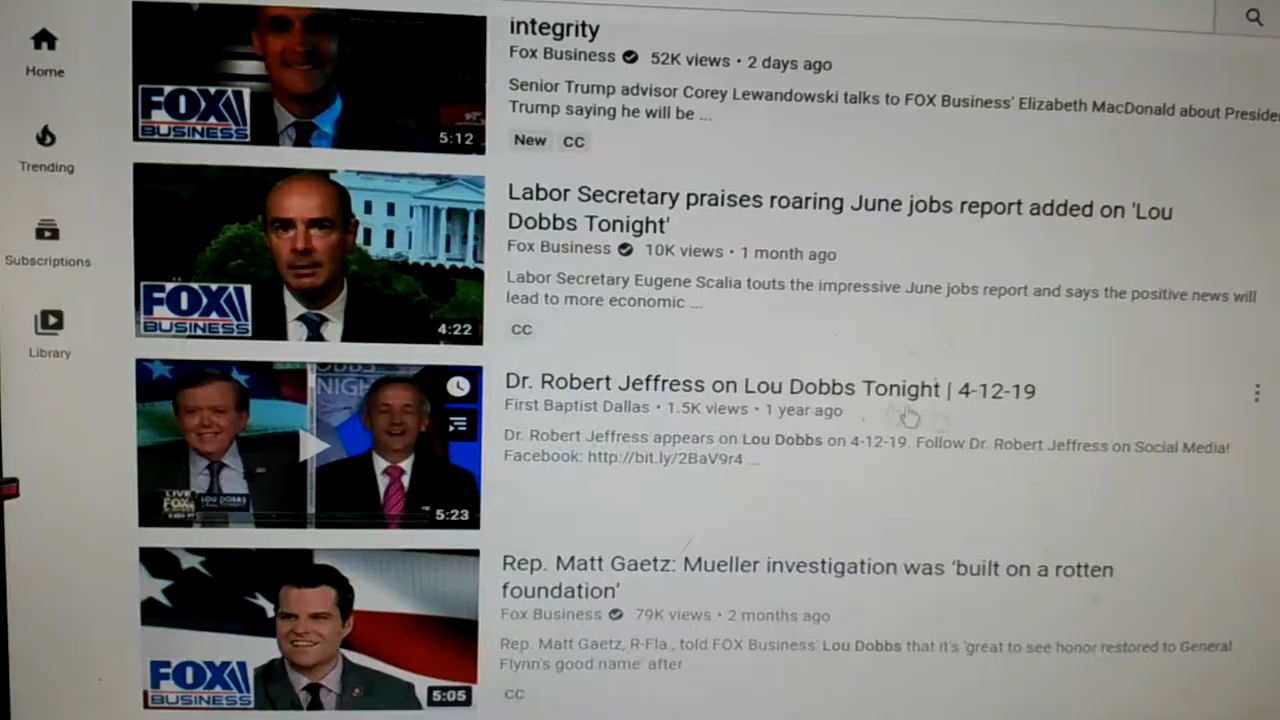 integrity
Fox Business 52K views • 2 days ago
Senior Trump advisor Corey Lewandowski talks to FOX Business' Elizabeth MacDonald about Preside
Trump saying he will be ...
New CC
FOX
BUSINESS
5:12
Home
Trending
Subscriptions
Library
Labor Secretary praises roaring June jobs report added on 'Lou
Dobbs Tonight'
Fox Business 10K views • 1 month ago
Labor Secretary Eugene Scalia touts the impressive June jobs report and says the positive news will
lead to more economic ...
CC
FOX
BUSINESS
4:22
Dr. Robert Jeffress on Lou Dobbs Tonight | 4-12-19
First Baptist Dallas • 1.5K views • 1 year ago
Dr. Robert Jeffress appears on Lou Dobbs on 4-12-19. Follow Dr. Robert Jeffress on Social Media!
Facebook: http://bit.ly/2BaV9r4 ...
NIGH
LIVE
FOX
LOU DOBBS
5:23
Rep. Matt Gaetz: Mueller investigation was 'built on a rotten
foundation'
Fox Business 79K views • 2 months ago
Rep. Matt Gaetz, R-Fla., told FOX Business' Lou Dobbs that it's 'great to see honor restored to General
Flynn's good name' after
CC
FOX
BUSINESS
5:05